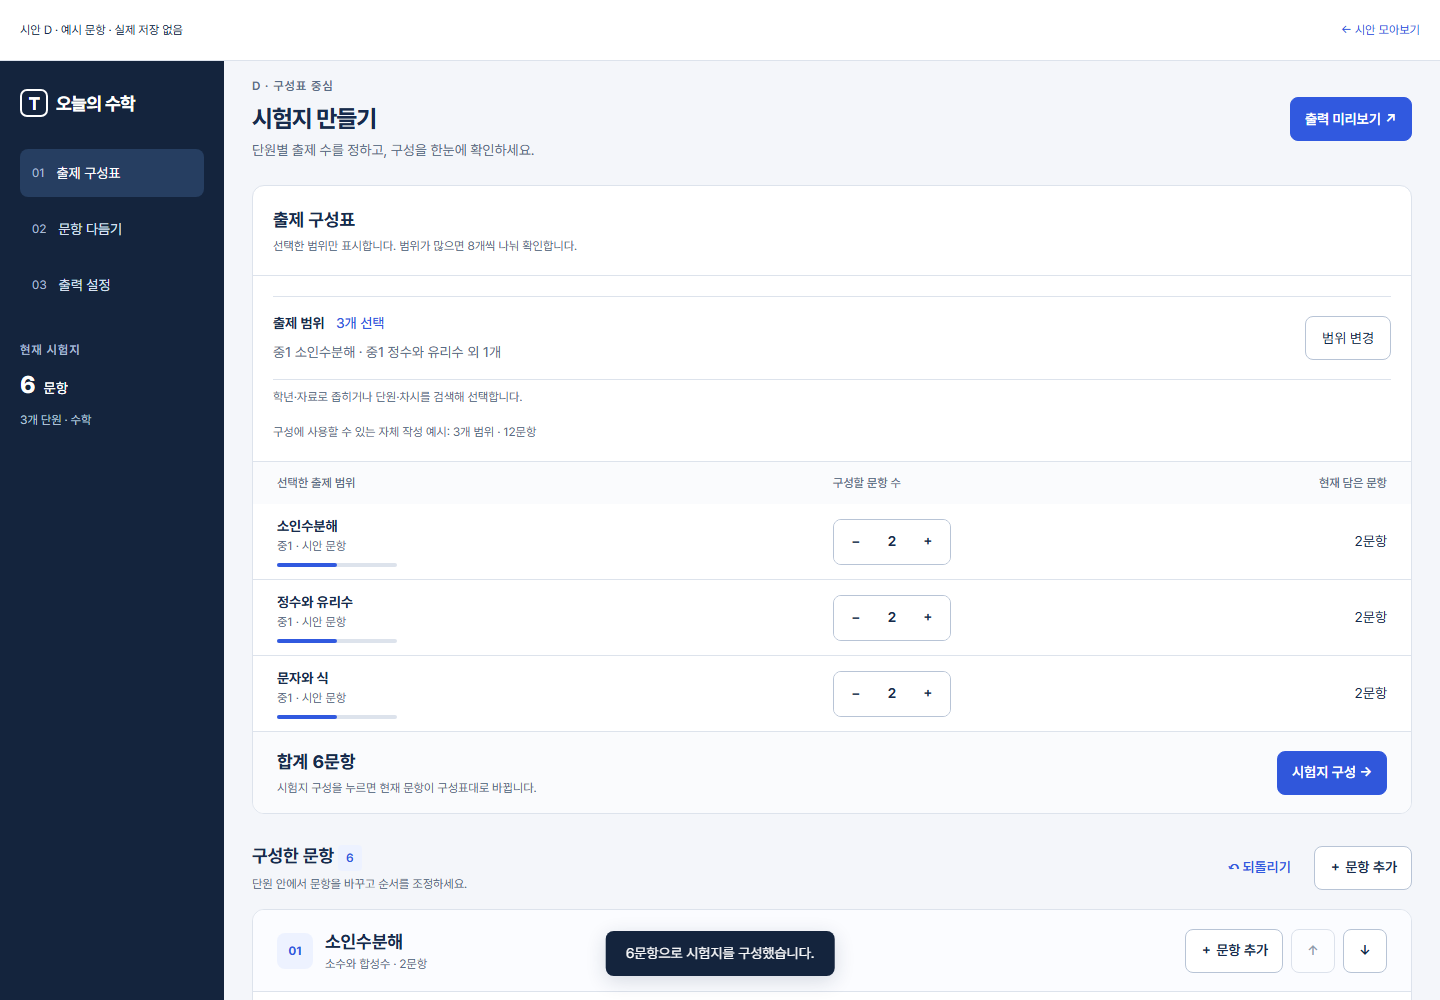 시안 D · 예시 문항 · 실제 저장 없음
← 시안 모아보기
T 오늘의 수학
01 출제 구성표
02 문항 다듬기
03 출력 설정
현재 시험지
6 문항
3개 단원 · 수학
D · 구성표 중심
시험지 만들기
단원별 출제 수를 정하고, 구성을 한눈에 확인하세요.
출력 미리보기 ↗
출제 구성표
선택한 범위만 표시합니다. 범위가 많으면 8개씩 나눠 확인합니다.
출제 범위 3개 선택
중1 소인수분해 · 중1 정수와 유리수 외 1개
범위 변경
학년·자료로 좁히거나 단원·차시를 검색해 선택합니다.
구성에 사용할 수 있는 자체 작성 예시: 3개 범위 · 12문항
선택한 출제 범위 구성할 문항 수 현재 담은 문항
소인수분해
중1 · 시안 문항
− 2 + 2문항
정수와 유리수
중1 · 시안 문항
− 2 + 2문항
문자와 식
중1 · 시안 문항
− 2 + 2문항
합계 6문항
시험지 구성을 누르면 현재 문항이 구성표대로 바뀝니다.
시험지 구성 →
구성한 문항 6
단원 안에서 문항을 바꾸고 순서를 조정하세요.
↶ 되돌리기
+ 문항 추가
01 소인수분해
소수와 합성수 · 2문항
6문항으로 시험지를 구성했습니다.
+ 문항 추가 ↑ ↓